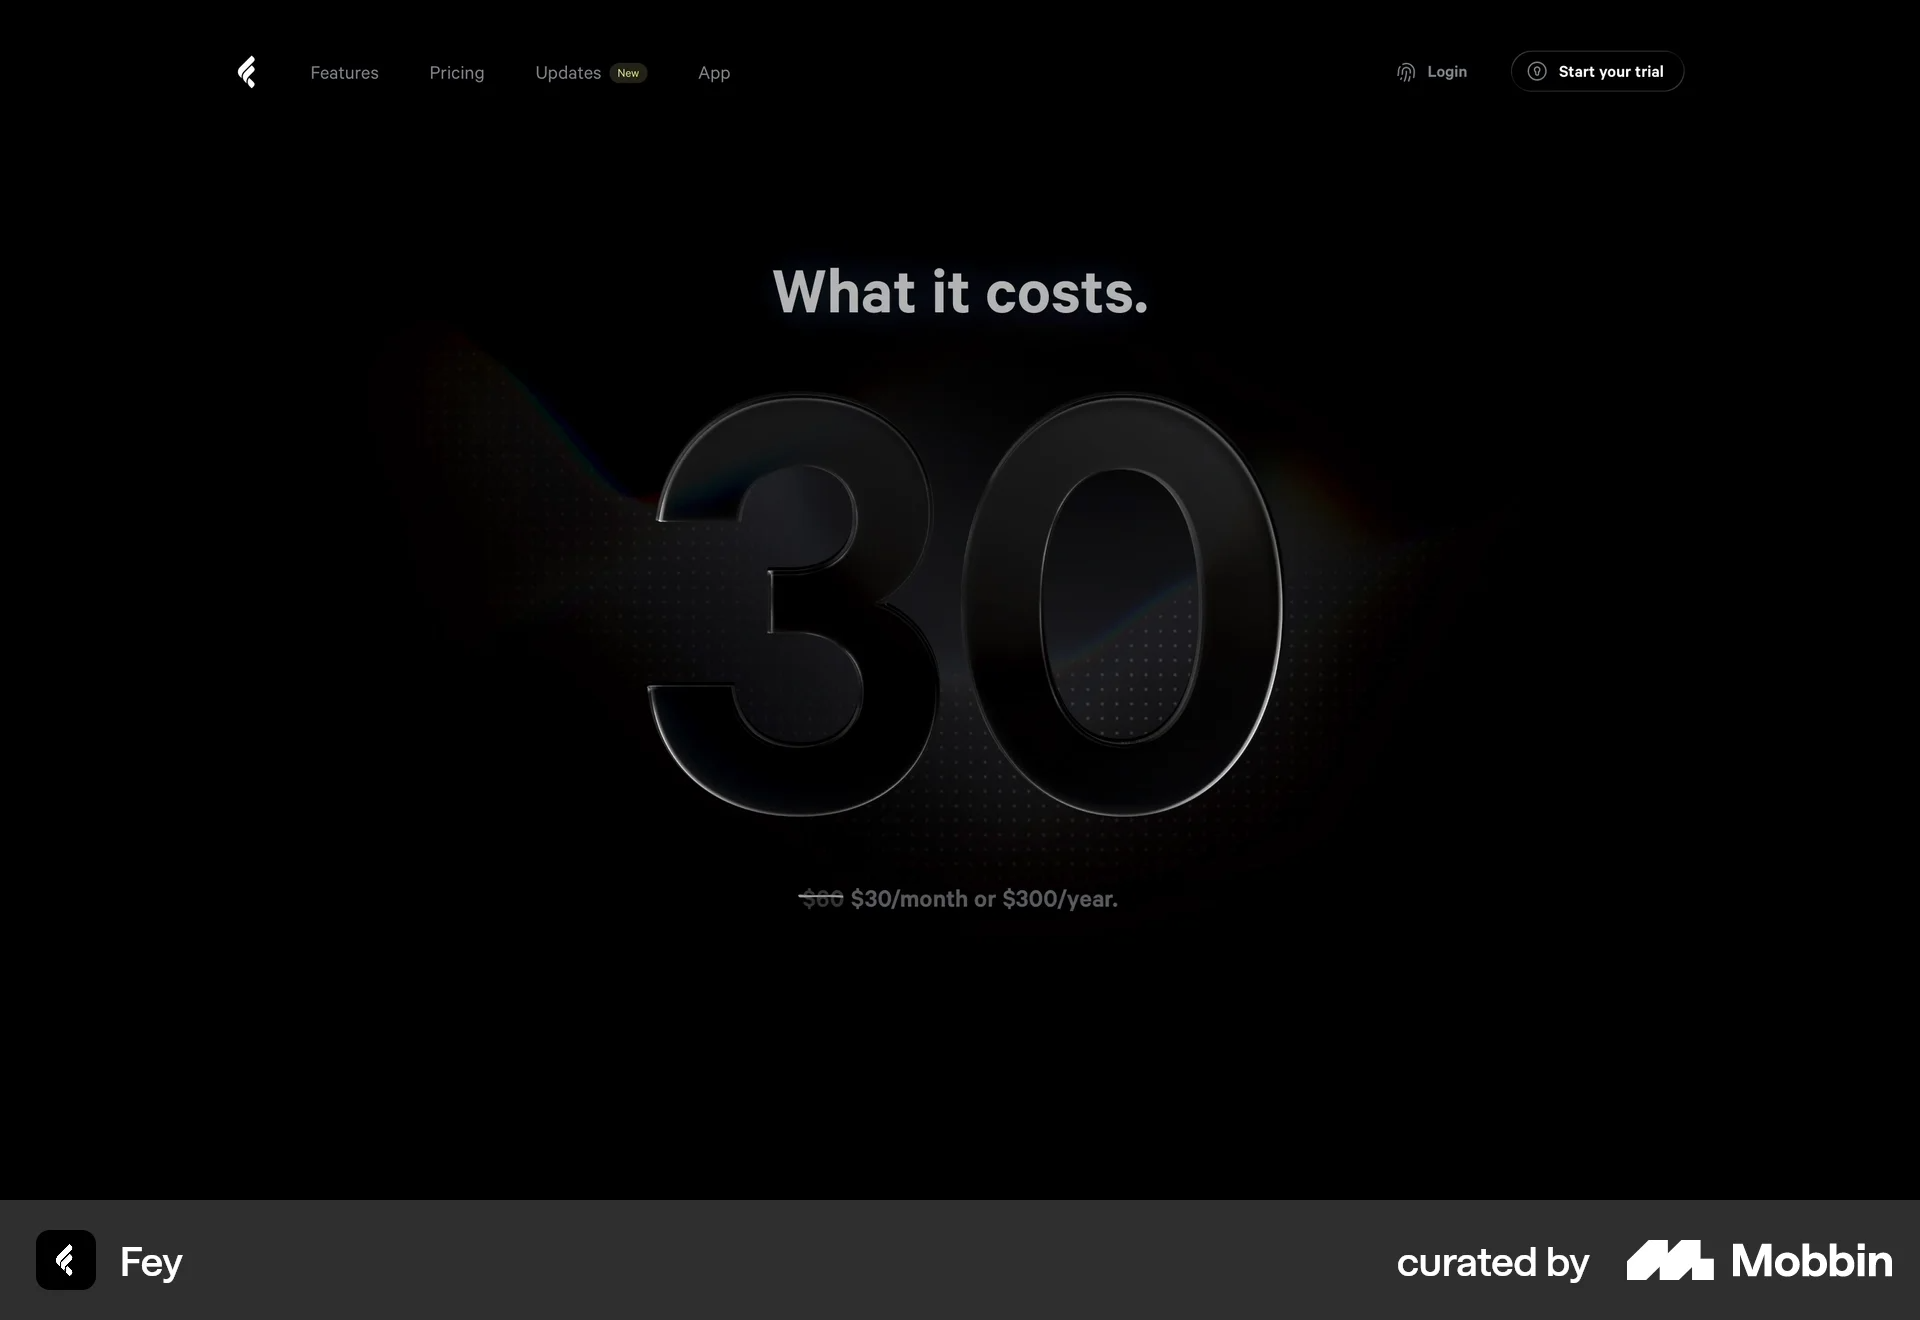 Features Pricing Updates New App Login Start your trial
What it costs.
30
$60 $30/month or $300/year.
Fey curated by Mobbin